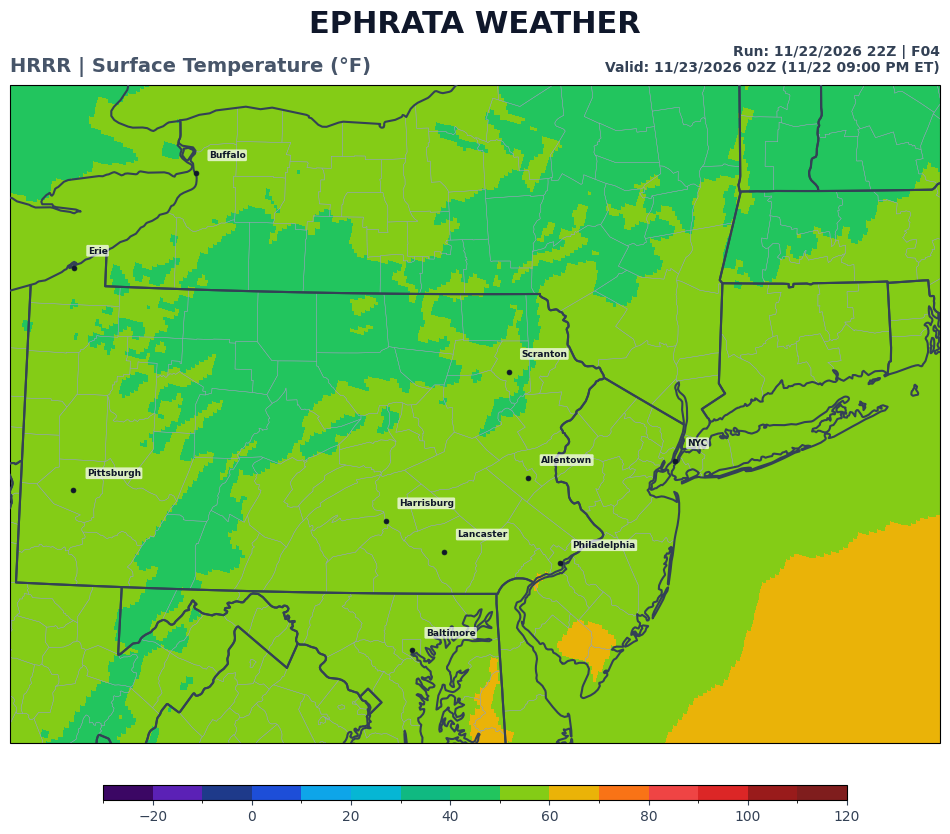 EPHRATA WEATHER
Run: 11/22/2026 22Z | F04
HRRR | Surface Temperature (°F)
Valid: 11/23/2026 02Z (11/22 09:00 PM ET)
Buffalo
Erie
Scranton
NYC
Allentown
Pittsburgh
Harrisburg
Lancaster
Philadelphia
Baltimore
−20 0 20 40 60 80 100 120